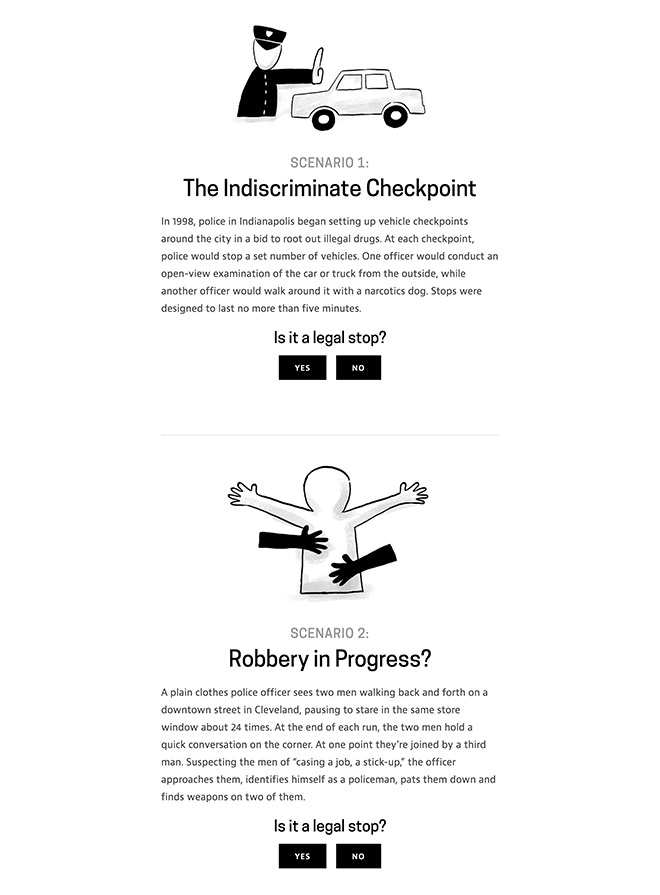 SCENARIO 1:
The Indiscriminate Checkpoint
In 1998, police in Indianapolis began setting up vehicle checkpoints
around the city in a bid to root out illegal drugs. At each checkpoint,
police would stop a set number of vehicles. One officer would conduct an
open-view examination of the car or truck from the outside, while
another officer would walk around it with a narcotics dog. Stops were
designed to last no more than five minutes.
Is it a legal stop?
YES NO
SCENARIO 2:
Robbery in Progress?
A plain clothes police officer sees two men walking back and forth on a
downtown street in Cleveland, pausing to stare in the same store
window about 24 times. At the end of each run, the two men hold a
quick conversation on the corner. At one point they’re joined by a third
man. Suspecting the men of “casing a job, a stick-up,” the officer
approaches them, identifies himself as a policeman, pats them down and
finds weapons on two of them.
Is it a legal stop?
YES NO